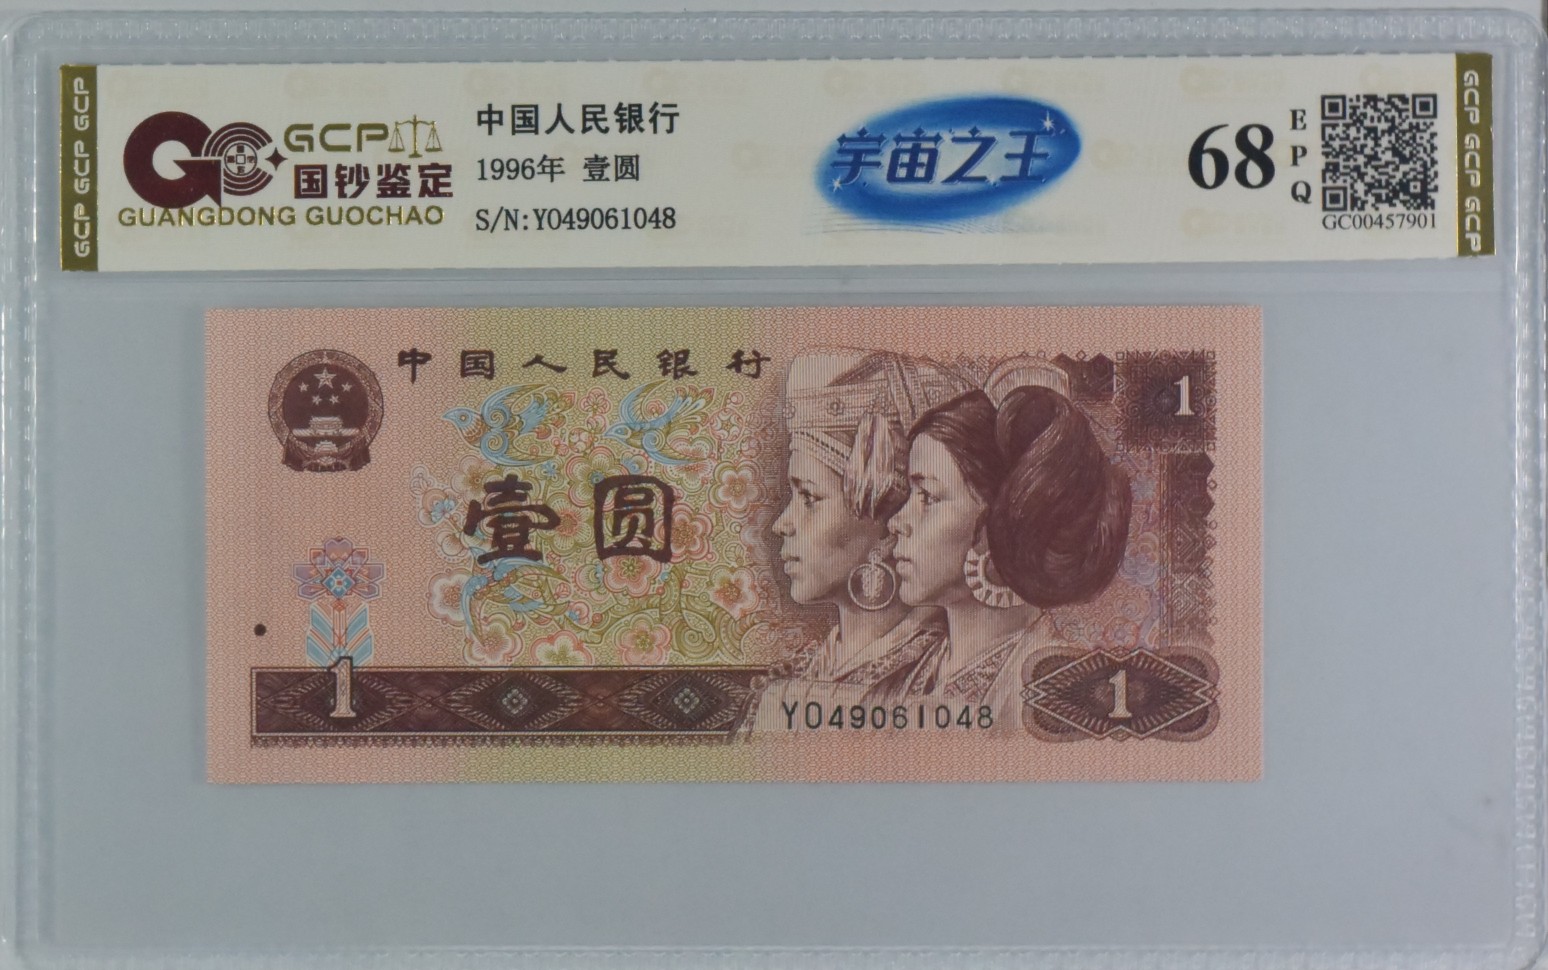 GCP GCP GCP
GCP
国钞鉴定
GUANGDONG GUOCHAO
中国人民银行
1996年 壹圆
S/N:YO49061048
宇宙之王
68
E
P
Q
GC00457901
GCP GCP GCP
中国人民银行
1
壹圆
1
YO49061048
1